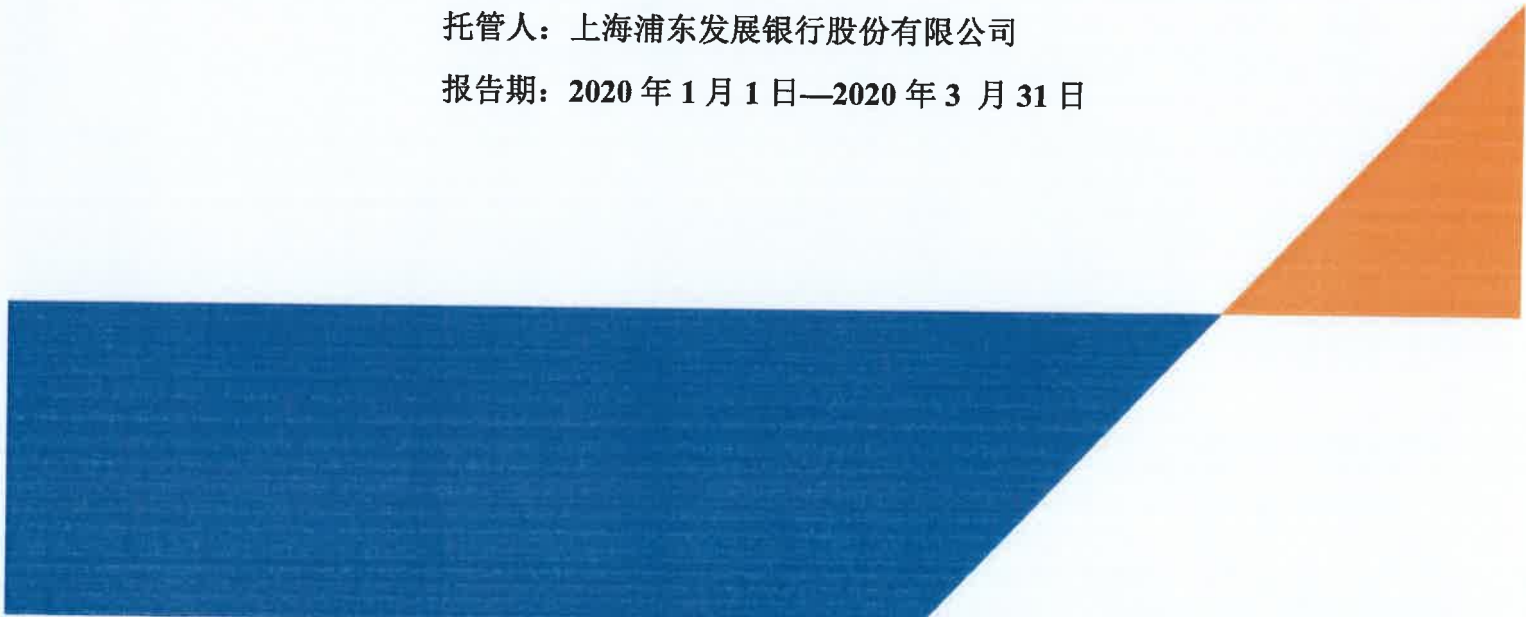 托管人：上海浦东发展银行股份有限公司
报告期：2020 年 1 月 1 日—2020 年 3 月 31 日